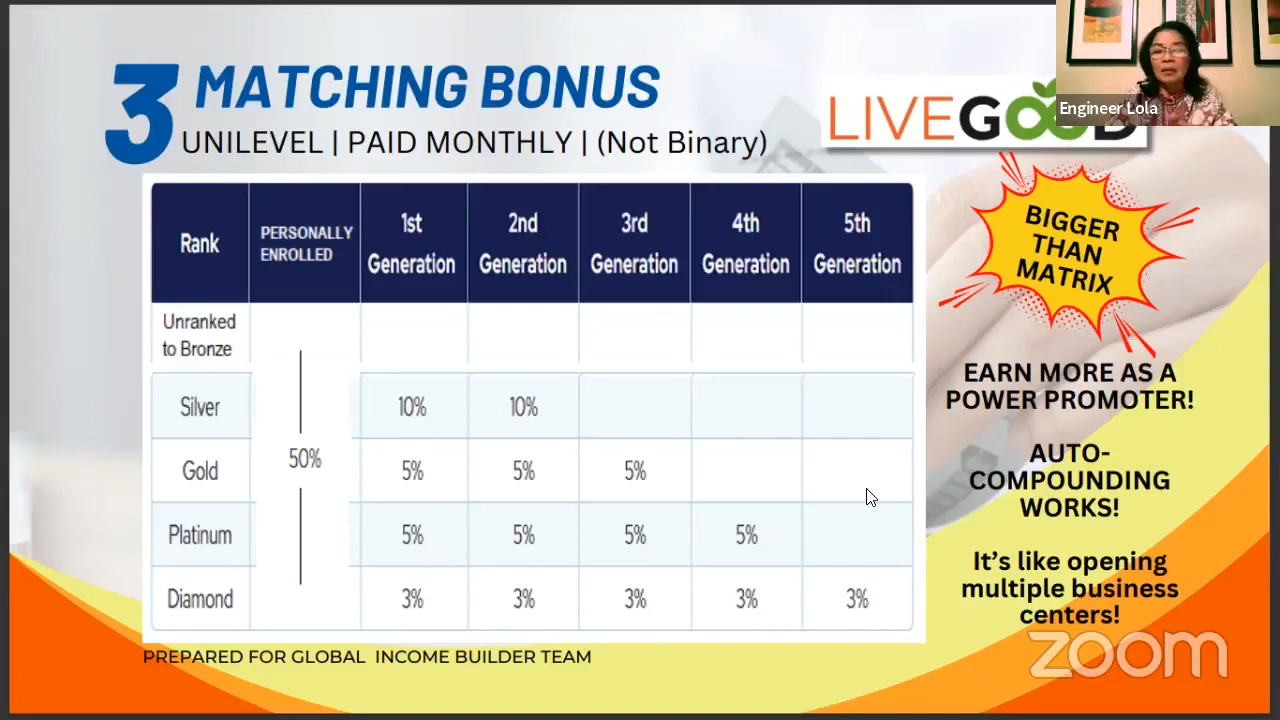 3 MATCHING BONUS
UNILEVEL | PAID MONTHLY | (Not Binary)
LIVEGOOD
Engineer Lola
Rank
PERSONALLY
ENROLLED
1st
Generation
2nd
Generation
3rd
Generation
4th
Generation
5th
Generation
Unranked
to Bronze
Silver 10% 10%
50%
Gold 5% 5% 5%
Platinum 5% 5% 5% 5%
Diamond 3% 3% 3% 3% 3%
PREPARED FOR GLOBAL INCOME BUILDER TEAM
BIGGER
THAN
MATRIX
EARN MORE AS A
POWER PROMOTER!
AUTO-
COMPOUNDING
WORKS!
It’s like opening
multiple business
centers!
zoom